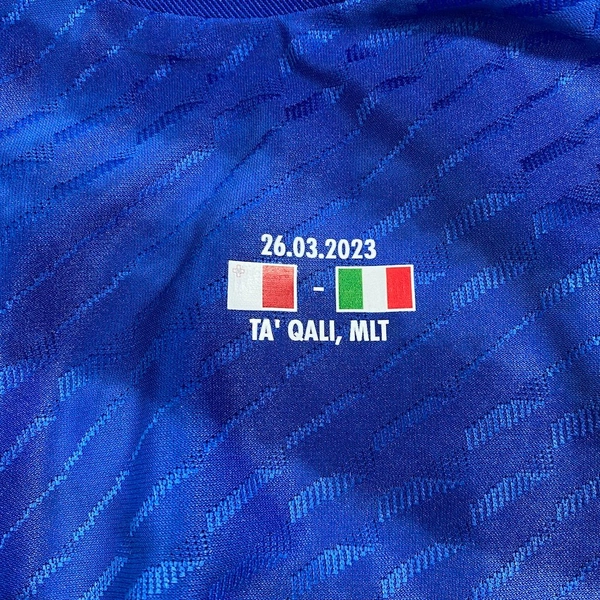 26.03.2023
-
TA' QALI, MLT